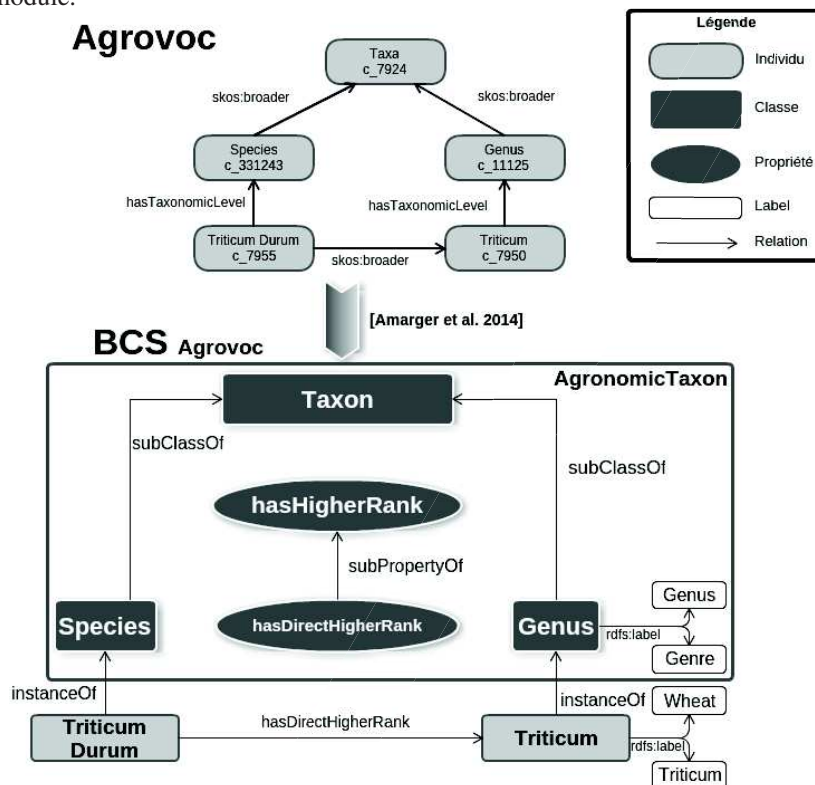 module.
Agrovoc
Légende
Individu
Classe
Propriété
Label
Relation
Taxa
c_7924
skos:broader
skos:broader
Species
c_331243
Genus
c_11125
hasTaxonomicLevel
hasTaxonomicLevel
Triticum Durum
c_7955
skos:broader
Triticum
c_7950
[Amarger et al. 2014]
BCS Agrovoc
AgronomicTaxon
Taxon
subClassOf
subClassOf
hasHigherRank
subPropertyOf
Species
hasDirectHigherRank
Genus
rdfs:label
Genus
Genre
instanceOf
instanceOf
Triticum
Durum
hasDirectHigherRank
Triticum
rdfs:label
Wheat
Triticum